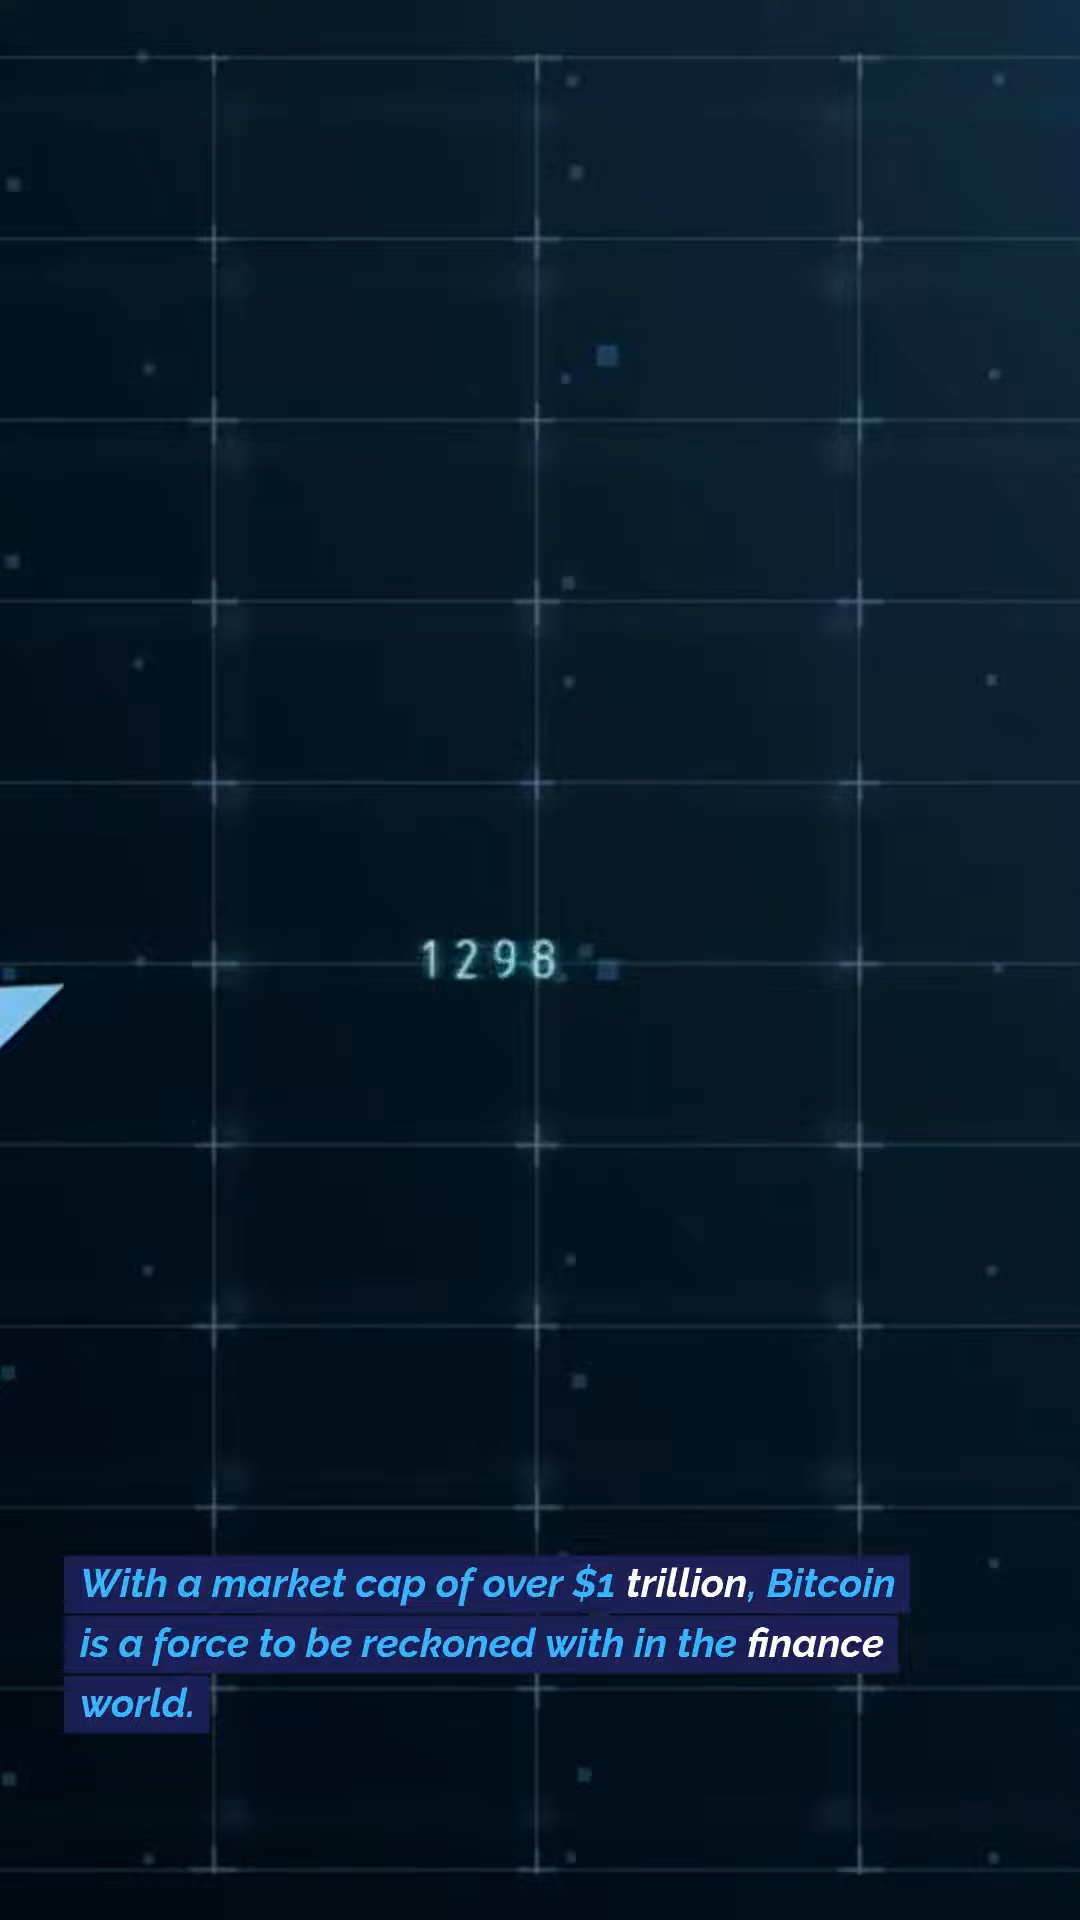 1298
With a market cap of over $1 trillion, Bitcoin
is a force to be reckoned with in the finance
world.